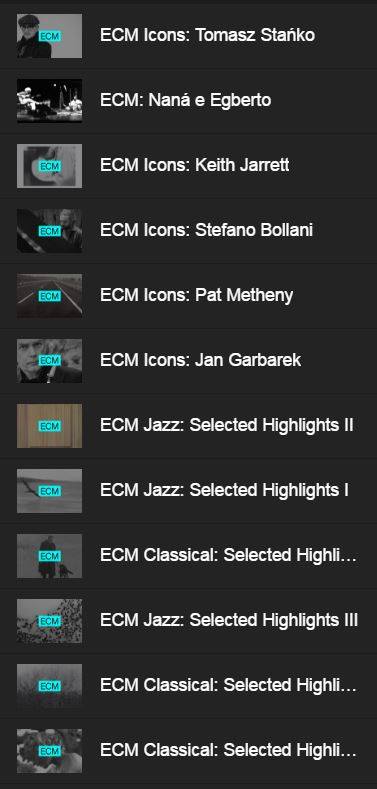 ECM
ECM Icons: Tomasz Stańko
ECM
ECM: Naná e Egberto
ECM
ECM Icons: Keith Jarrett
ECM
ECM Icons: Stefano Bollani
ECM
ECM Icons: Pat Metheny
ECM
ECM Icons: Jan Garbarek
ECM
ECM Jazz: Selected Highlights II
ECM
ECM Jazz: Selected Highlights I
ECM
ECM Classical: Selected Highli...
ECM
ECM Jazz: Selected Highlights III
ECM
ECM Classical: Selected Highli...
ECM
ECM Classical: Selected Highli...